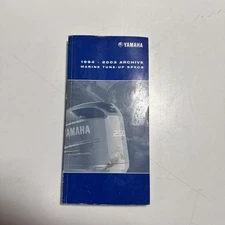 YAMAHA
1984 - 2003 ARCHIVE
MARINE TUNE-UP SPECS
YAMAHA